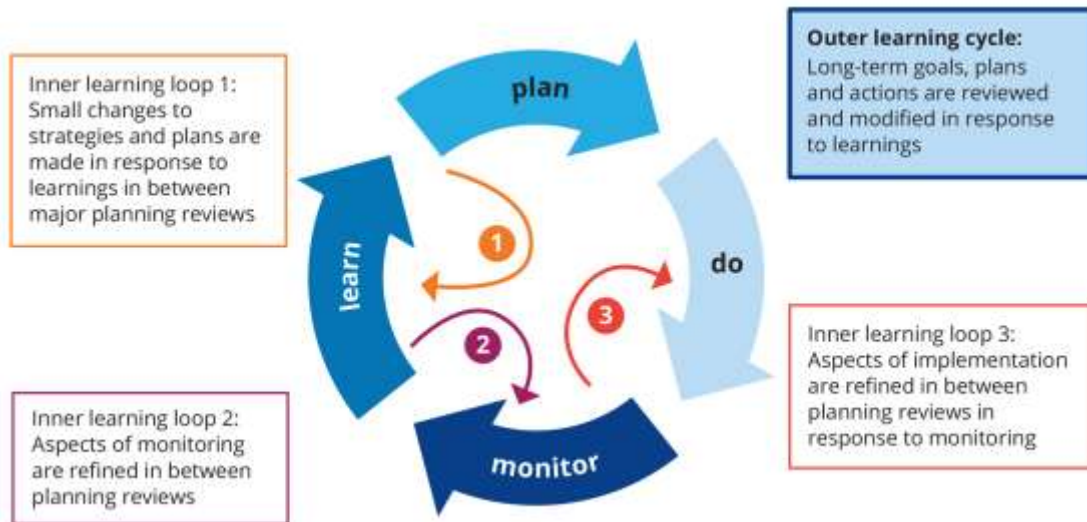 Inner learning loop 1:
Small changes to
strategies and plans are
made in response to
learnings in between
major planning reviews
plan
Outer learning cycle:
Long-term goals, plans
and actions are reviewed
and modified in response
to learnings
learn
1
do
2
3
monitor
Inner learning loop 2:
Aspects of monitoring
are refined in between
planning reviews
Inner learning loop 3:
Aspects of implementation
are refined in between
planning reviews in
response to monitoring